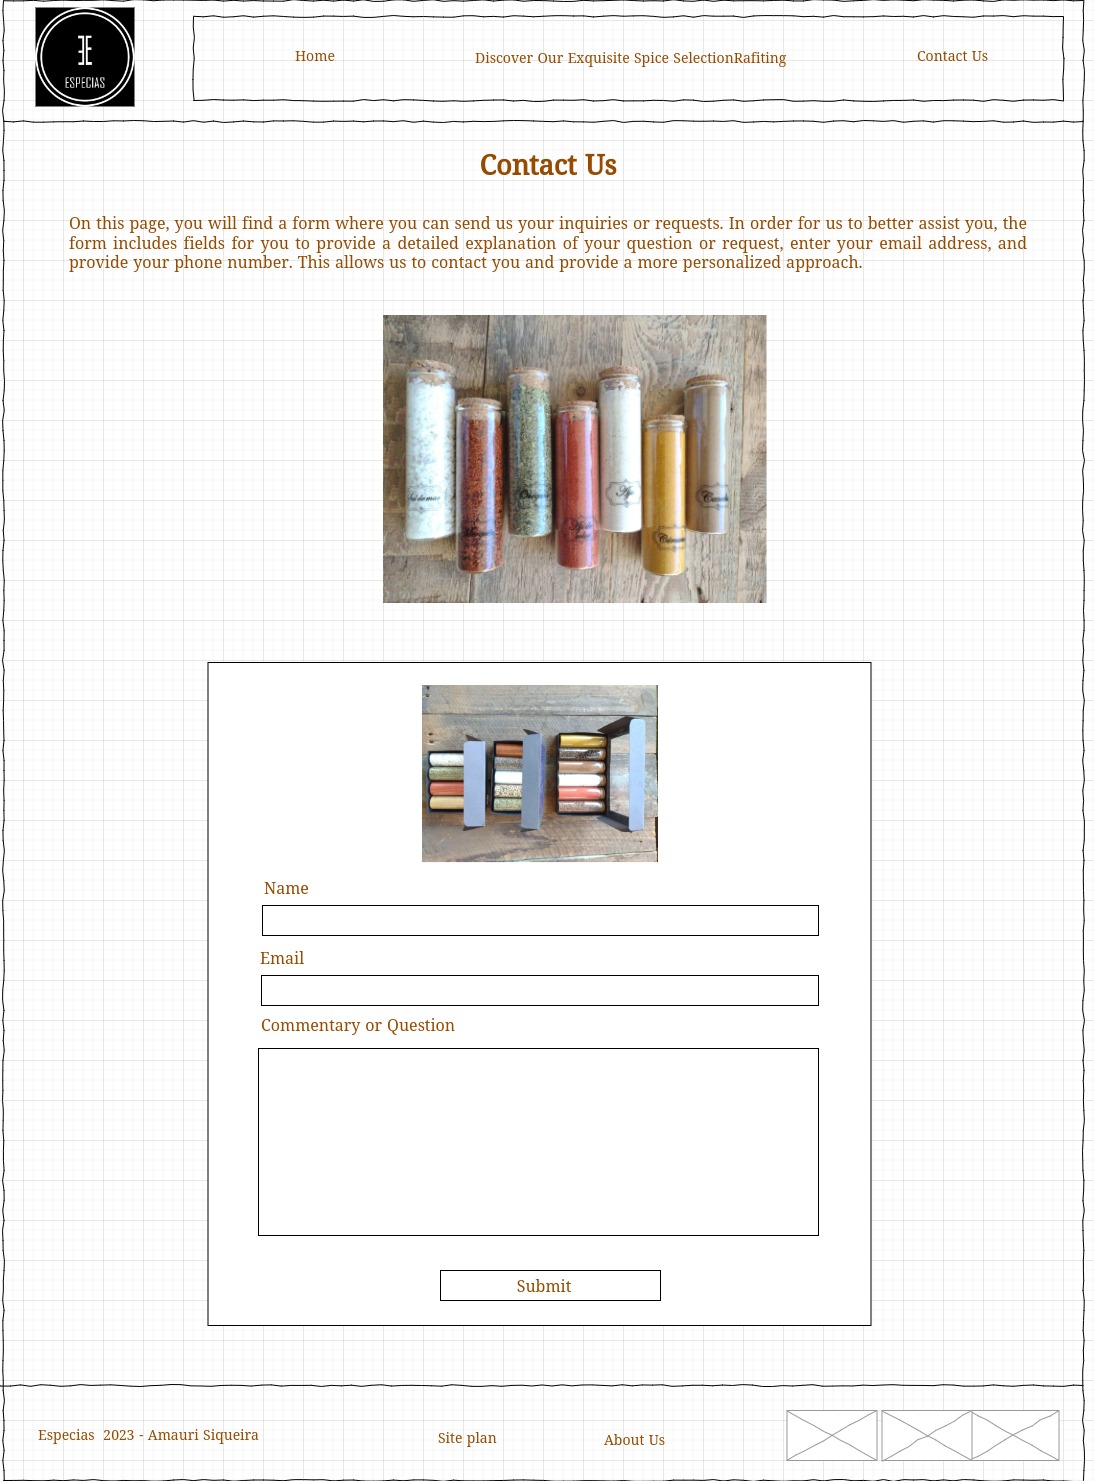 ESPECIAS
Home
Discover Our Exquisite Spice SelectionRafiting
Contact Us
Contact Us
On this page, you will find a form where you can send us your inquiries or requests. In order for us to better assist you, the
form includes fields for you to provide a detailed explanation of your question or request, enter your email address, and
provide your phone number. This allows us to contact you and provide a more personalized approach.
Name
Email
Commentary or Question
Submit
Especias 2023 - Amauri Siqueira
Site plan
About Us